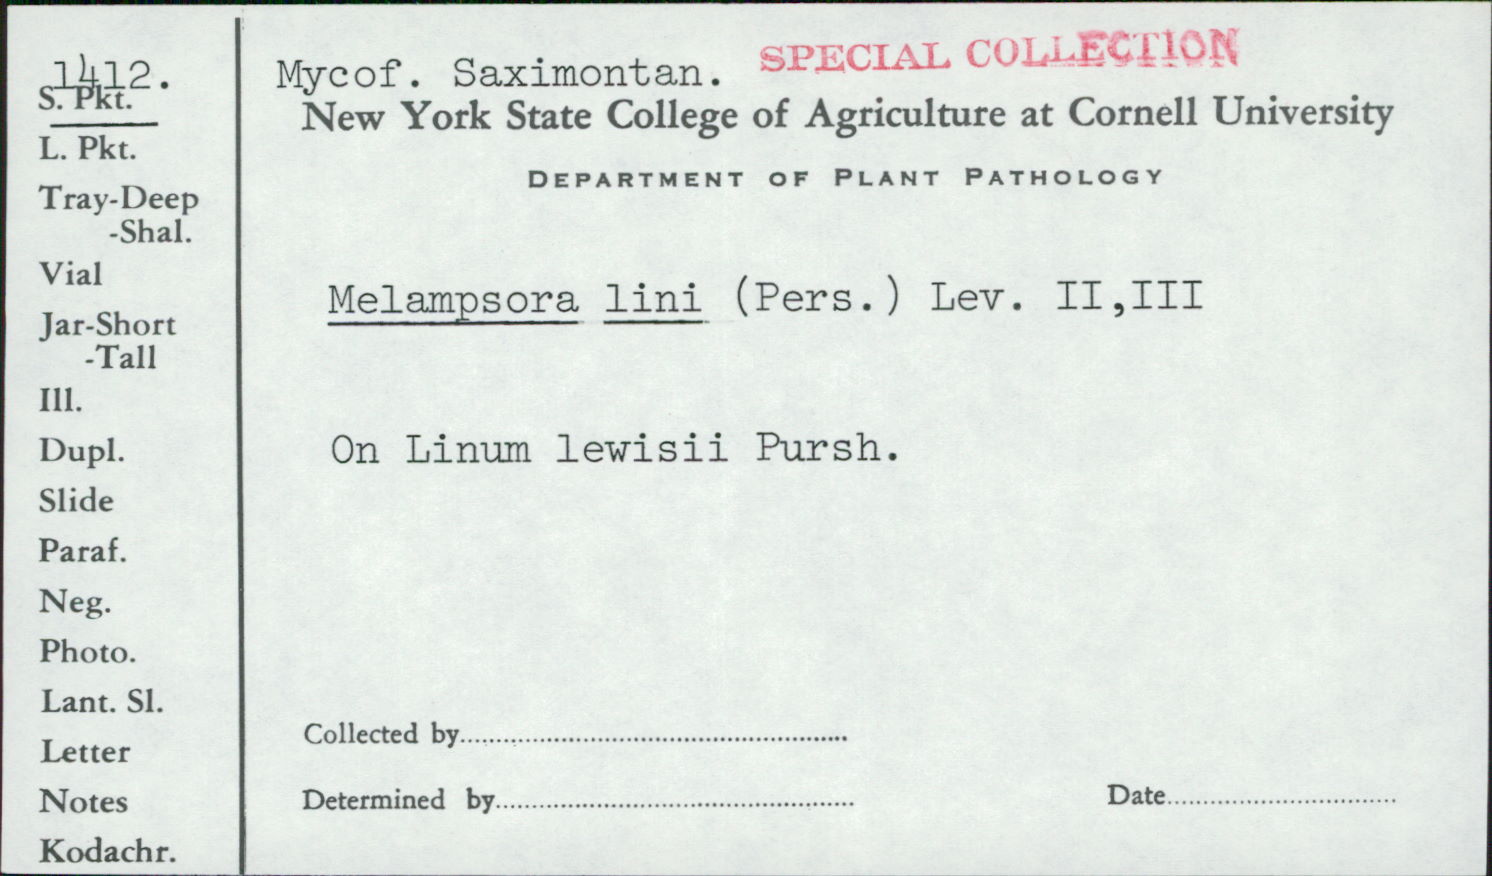 1412.
S. Pkt.
L. Pkt.
Tray-Deep
-Shal.
Vial
Jar-Short
-Tall
Ill.
Dupl.
Slide
Paraf.
Neg.
Photo.
Lant. Sl.
Letter
Notes
Kodachr.
Mycof. Saximontan. SPECIAL COLLECTION
New York State College of Agriculture at Cornell University
DEPARTMENT OF PLANT PATHOLOGY
Melampsora lini (Pers.) Lev. II,III
On Linum lewisii Pursh.
Collected by
Determined by
Date